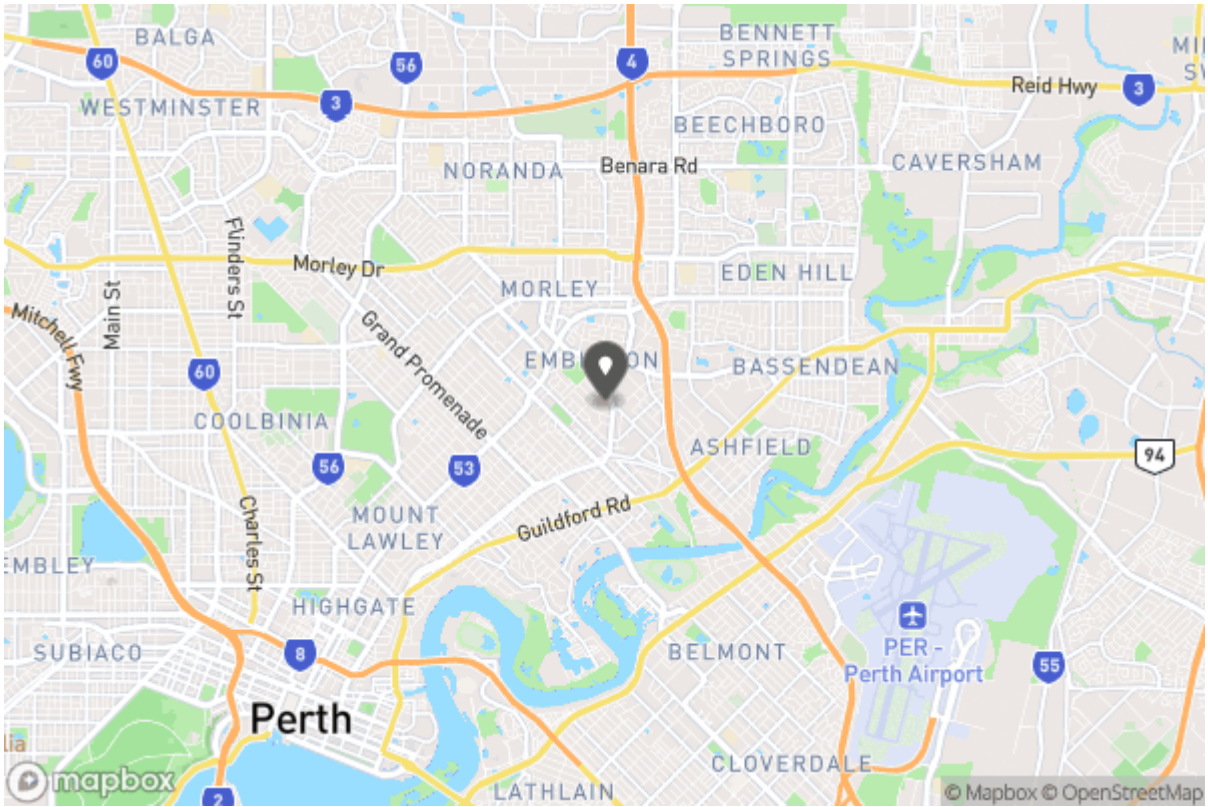 BALGA
BENNETT
SPRINGS
60
56
4
Reid Hwy
3
WESTMINSTER
3
BEECHBORO
NORANDA
Benara Rd
CAVERSHAM
Flinders St
Morley Dr
EDEN HILL
MORLEY
Main St
Mitchell Fwy
Grand Promenade
60
BASSENDEAN
COOLBINIA
ASHFIELD
56
53
94
Charles St
MOUNT
LAWLEY
Guildford Rd
HIGHGATE
SUBIACO
8
BELMONT
PER -
Perth Airport
55
Perth
CLOVERDALE
LATHLAIN
2
mapbox
© Mapbox © OpenStreetMap